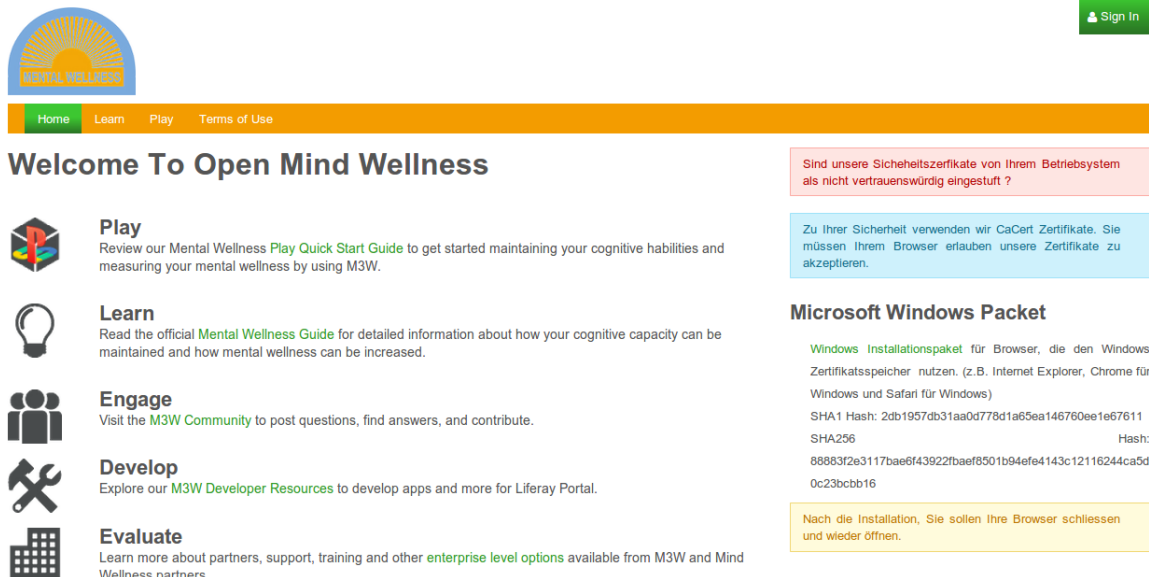 MENTAL WELLNESS
Sign In
Home Learn Play Terms of Use
Welcome To Open Mind Wellness
Play
Review our Mental Wellness Play Quick Start Guide to get started maintaining your cognitive habilities and
measuring your mental wellness by using M3W.
Learn
Read the official Mental Wellness Guide for detailed information about how your cognitive capacity can be
maintained and how mental wellness can be increased.
Engage
Visit the M3W Community to post questions, find answers, and contribute.
Develop
Explore our M3W Developer Resources to develop apps and more for Liferay Portal.
Evaluate
Learn more about partners, support, training and other enterprise level options available from M3W and Mind
Wellness partners
Sind unsere Sicheheitszerfikate von Ihrem Betriebsystem
als nicht vertrauenswürdig eingestuft ?
Zu Ihrer Sicherheit verwenden wir CaCert Zertifikate. Sie
müssen Ihrem Browser erlauben unsere Zertifikate zu
akzeptieren.
Microsoft Windows Packet
Windows Installationspaket für Browser, die den Windows
Zertifikatsspeicher nutzen. (z.B. Internet Explorer, Chrome für
Windows und Safari für Windows)
SHA1 Hash: 2db1957db31aa0d778d1a65ea146760ee1e67611
SHA256 Hash:
88883f2e3117bae6f43922fbaef8501b94efe4143c12116244ca5d
0c23bcbb16
Nach die Installation, Sie sollen Ihre Browser schliessen
und wieder öffnen.